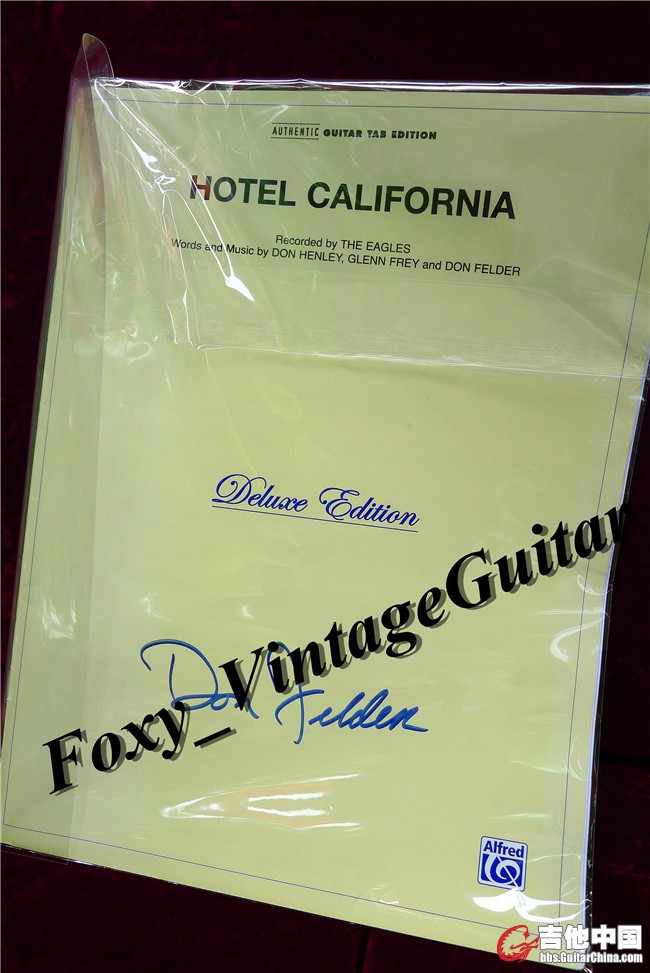 AUTHENTIC GUITAR TAB EDITION
HOTEL CALIFORNIA
Recorded by THE EAGLES
Words and Music by DON HENLEY, GLENN FREY and DON FELDER
Deluxe Edition
Foxy_VintageGuitar
Don Felder
Alfred
吉他中国
bbs.GuitarChina.com